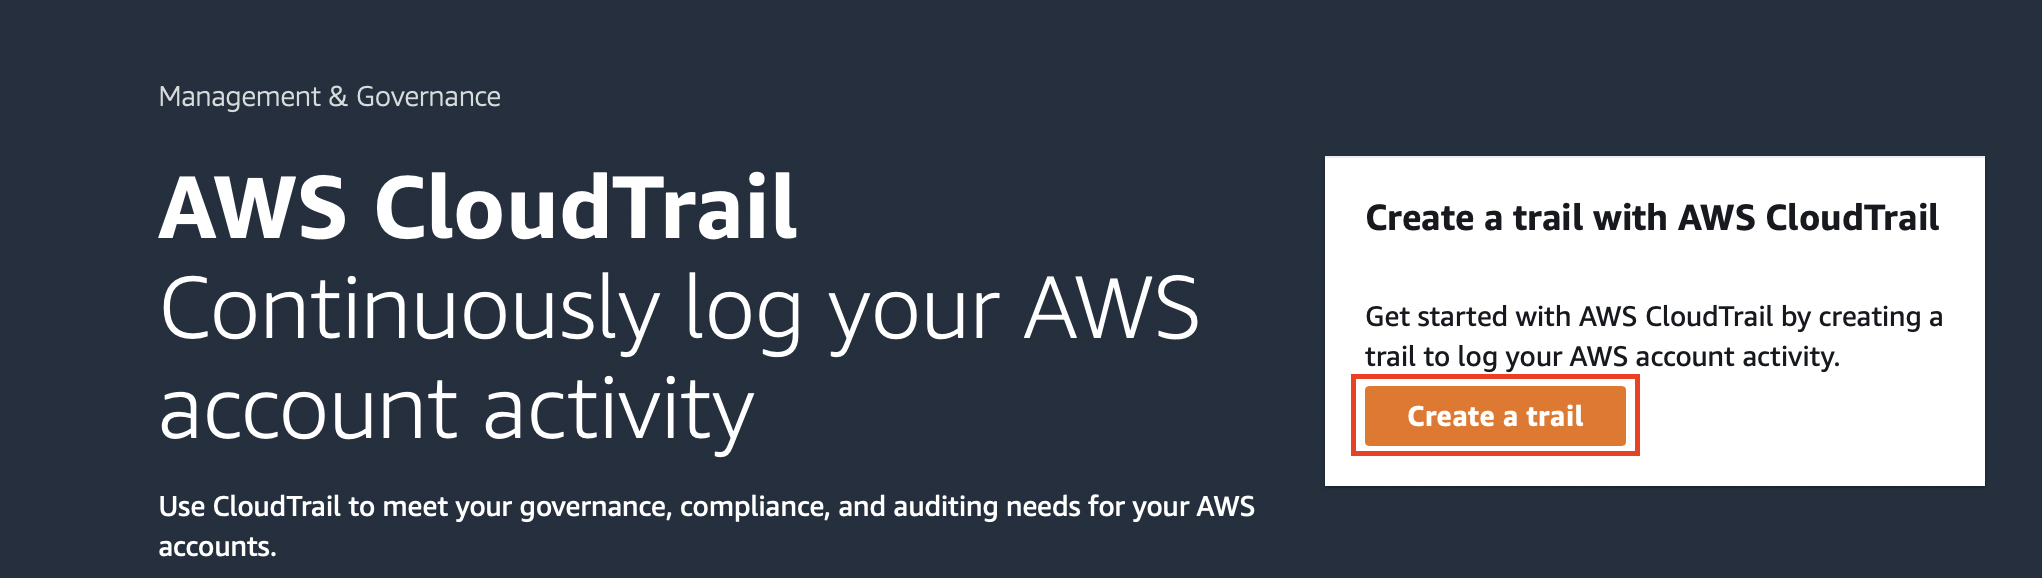 Management & Governance
AWS CloudTrail
Continuously log your AWS
account activity
Use CloudTrail to meet your governance, compliance, and auditing needs for your AWS
accounts.
Create a trail with AWS CloudTrail
Get started with AWS CloudTrail by creating a
trail to log your AWS account activity.
Create a trail